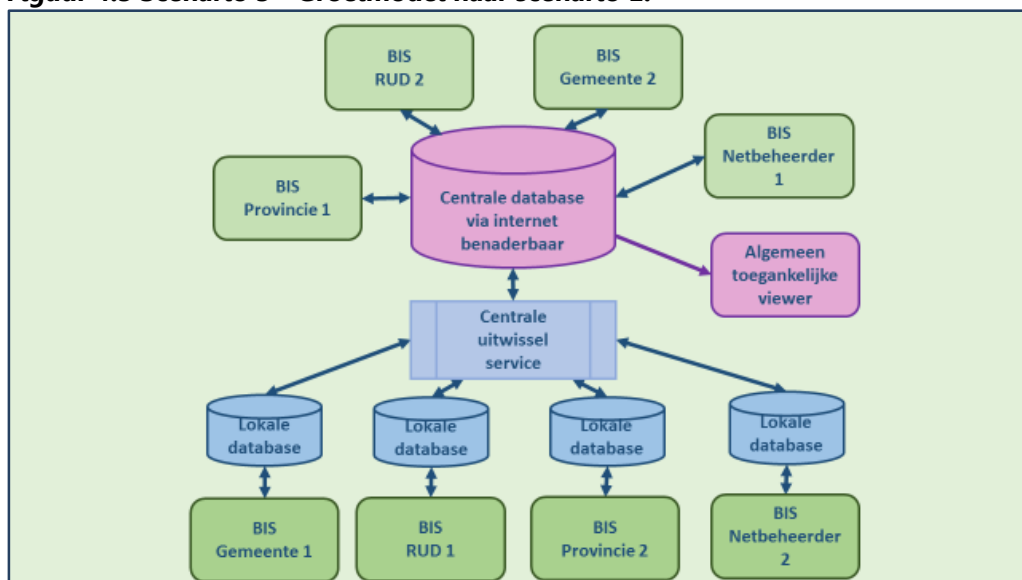 Figuur 4.3 Scenario 3 – Groeimodel naar scenario 2.
BIS
RUD 2
BIS
Gemeente 2
BIS
Netbeheerder
1
BIS
Provincie 1
Centrale database
via internet
benaderbaar
Algemeen
toegankelijke
viewer
Centrale
uitwissel
service
Lokale
database
Lokale
database
Lokale
database
Lokale
database
BIS
Gemeente 1
BIS
RUD 1
BIS
Provincie 2
BIS
Netbeheerder
2